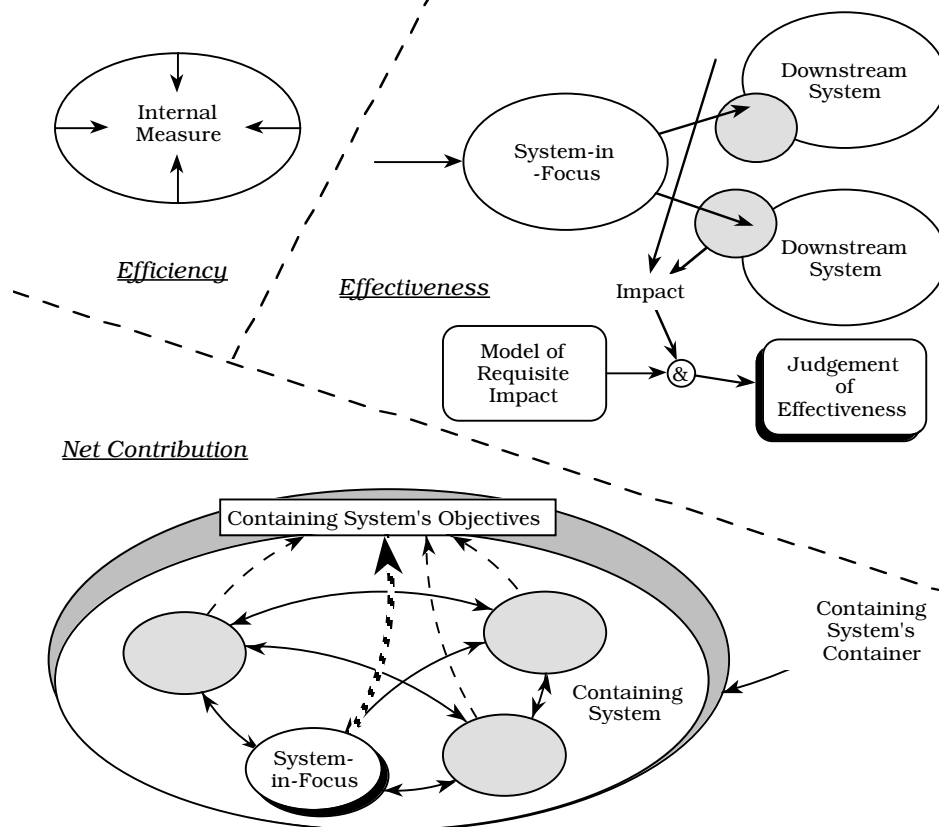 Internal
Measure
Efficiency
System-in
-Focus
Downstream
System
Downstream
System
Effectiveness
Impact
Model of
Requisite
Impact
&
Judgement
of
Effectiveness
Net Contribution
Containing System's Objectives
Containing
System's
Container
Containing
System
System-
in-Focus